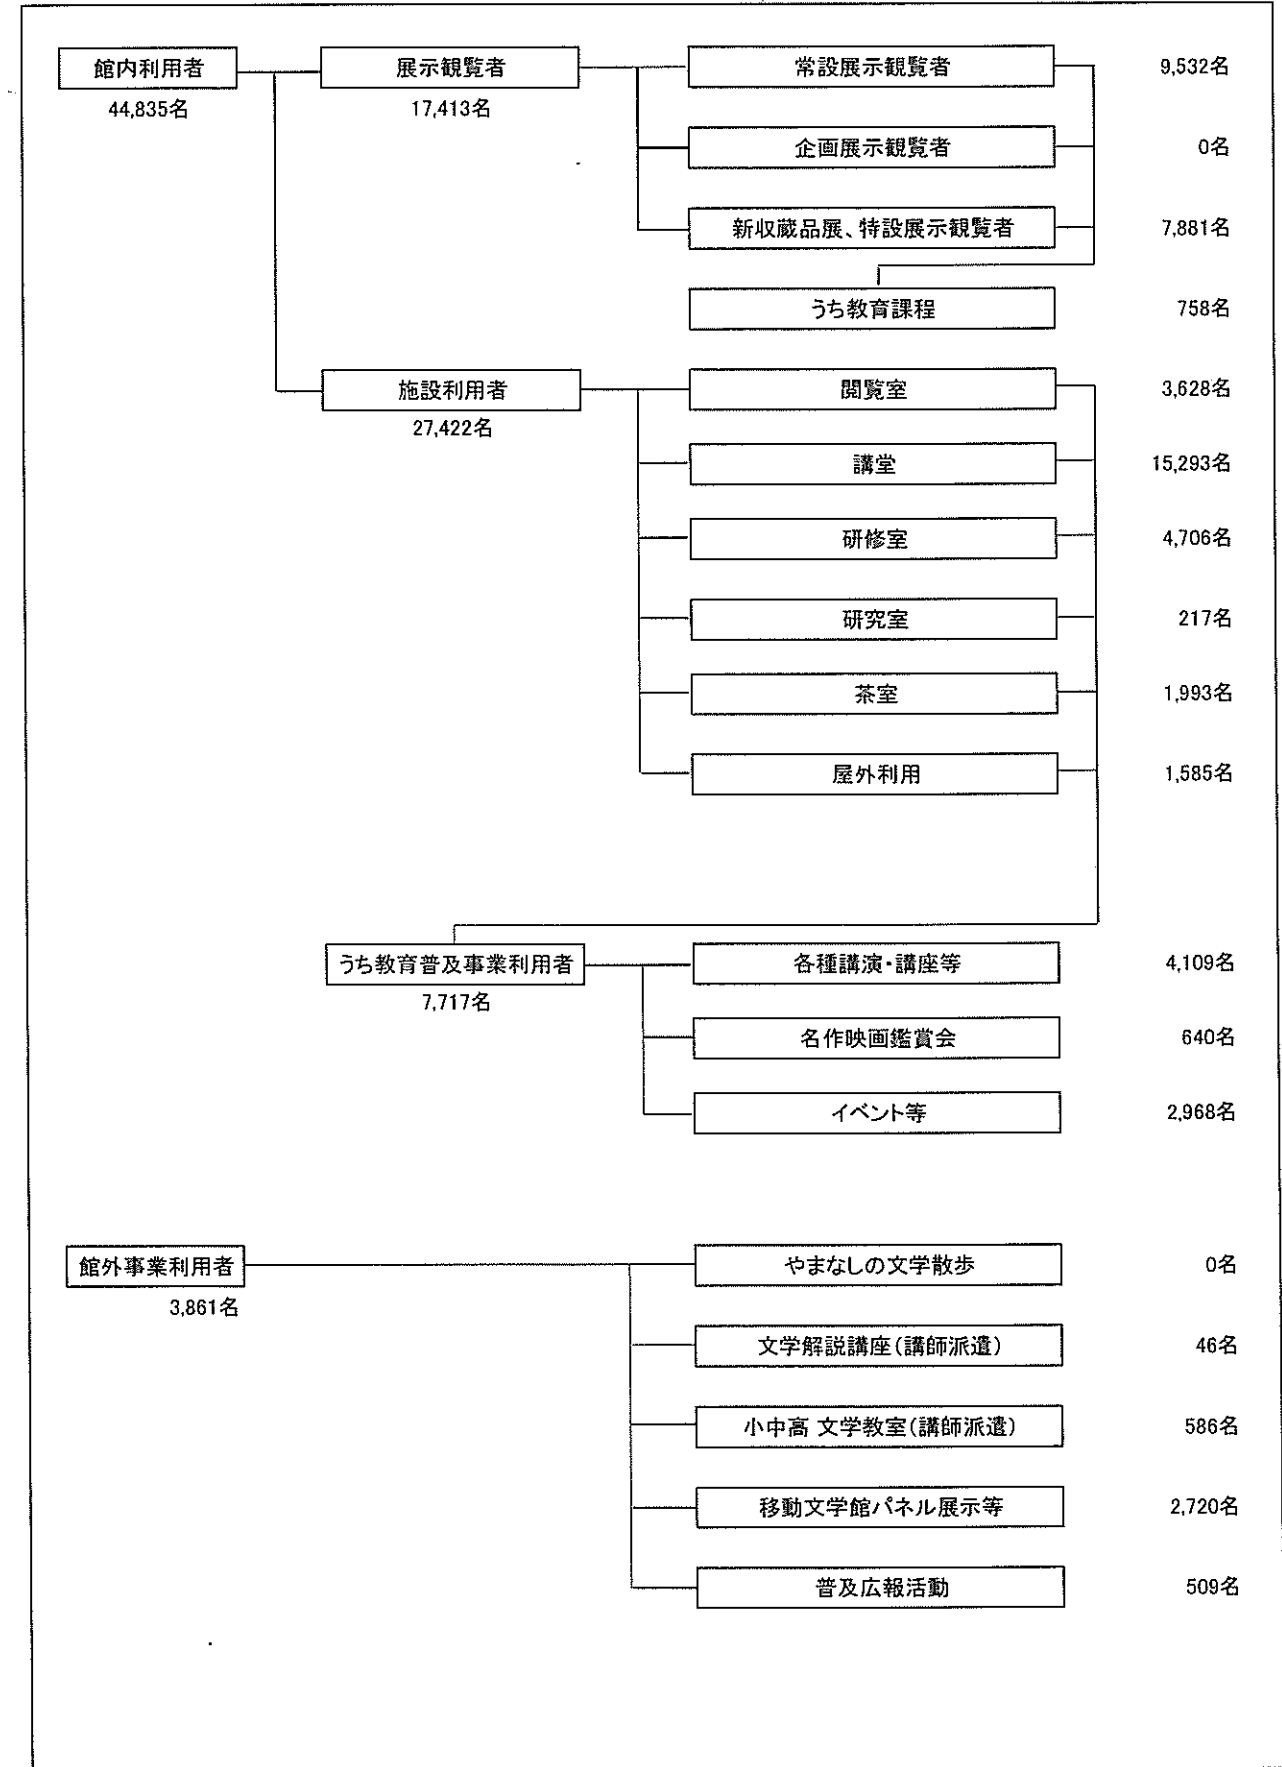 館内利用者 展示観覧者 常設展示観覧者 9,532名
44,835名 17,413名
企画展示観覧者 0名
新収蔵品展、特設展示観覧者 7,881名
うち教育課程 758名
施設利用者 閲覧室 3,628名
27,422名
講堂 15,293名
研修室 4,706名
研究室 217名
茶室 1,993名
屋外利用 1,585名
うち教育普及事業利用者 各種講演・講座等 4,109名
7,717名
名作映画鑑賞会 640名
イベント等 2,968名
館外事業利用者 やまなしの文学散歩 0名
3,861名
文学解説講座(講師派遣) 46名
小中高 文学教室(講師派遣) 586名
移動文学館パネル展示等 2,720名
普及広報活動 509名